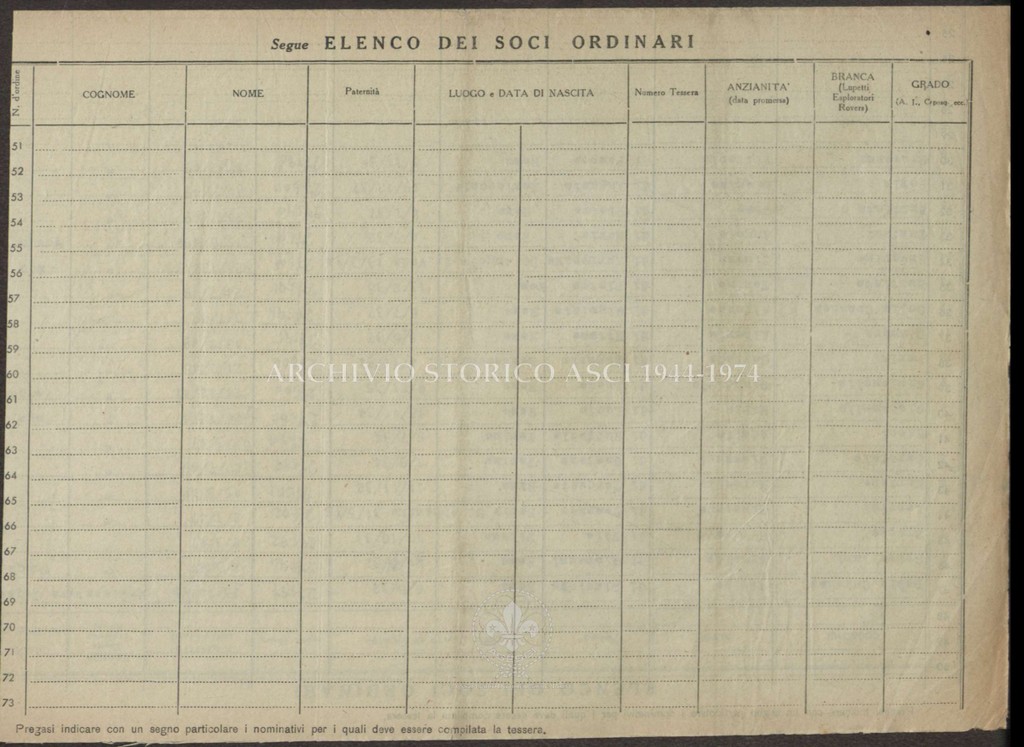 Segue ELENCO DEI SOCI ORDINARI
N. d'ordine
COGNOME
NOME
Paternità
LUOGO e DATA DI NASCITA
Numero Tessera
ANZIANITA'
(data promessa)
BRANCA
(Lupetti
Esploratori
Rovers)
GRADO
(A. I., Caposq. ecc.)
51
52
53
54
55
56
57
58
59
60
61
62
63
64
65
66
67
68
69
70
71
72
73
ARCHIVIO STORICO ASCI 1944-1974
Pregasi indicare con un segno particolare i nominativi per i quali deve essere compilata la tessera.